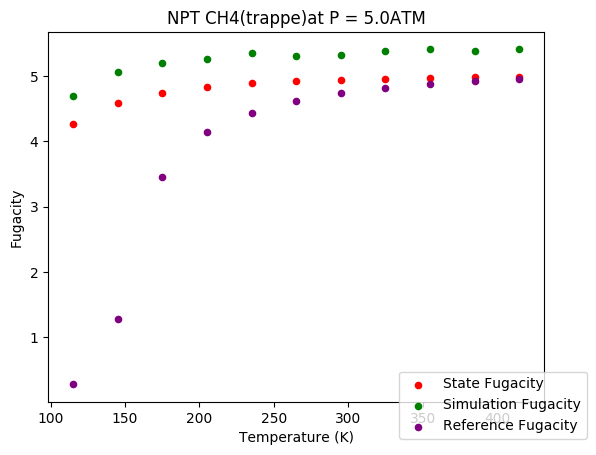 NPT CH4(trappe)at P = 5.0ATM
5
4
3
2
1
Fugacity
100 150 200 250 300 350 400
Temperature (K)
State Fugacity
Simulation Fugacity
Reference Fugacity